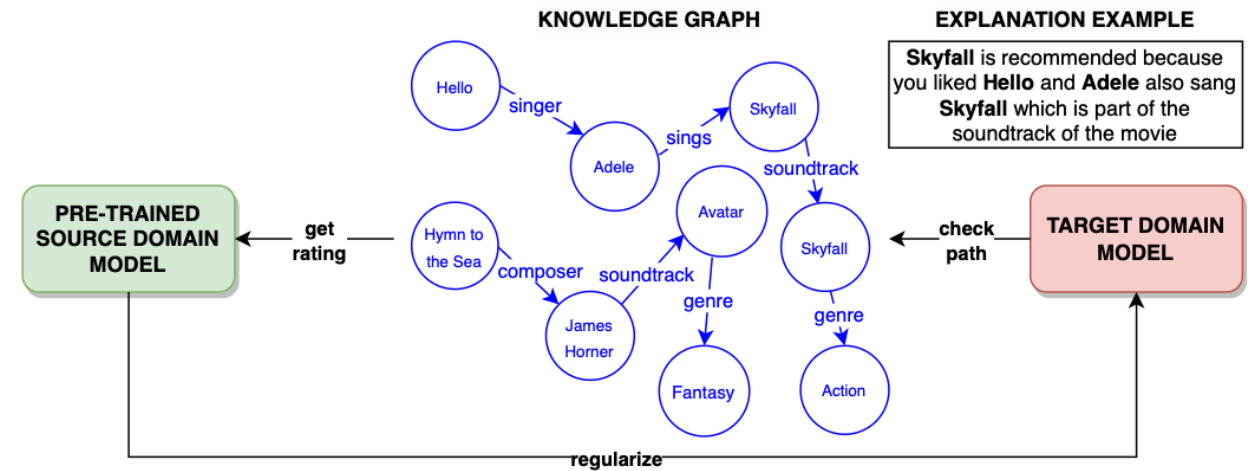 KNOWLEDGE GRAPH
EXPLANATION EXAMPLE
Skyfall is recommended because
you liked Hello and Adele also sang
Skyfall which is part of the
soundtrack of the movie
Hello
singer
Adele
sings
Skyfall
soundtrack
Skyfall
genre
Action
Hymn to
the Sea
composer
James
Horner
soundtrack
Avatar
genre
Fantasy
PRE-TRAINED
SOURCE DOMAIN
MODEL
get
rating
check
path
TARGET DOMAIN
MODEL
regularize